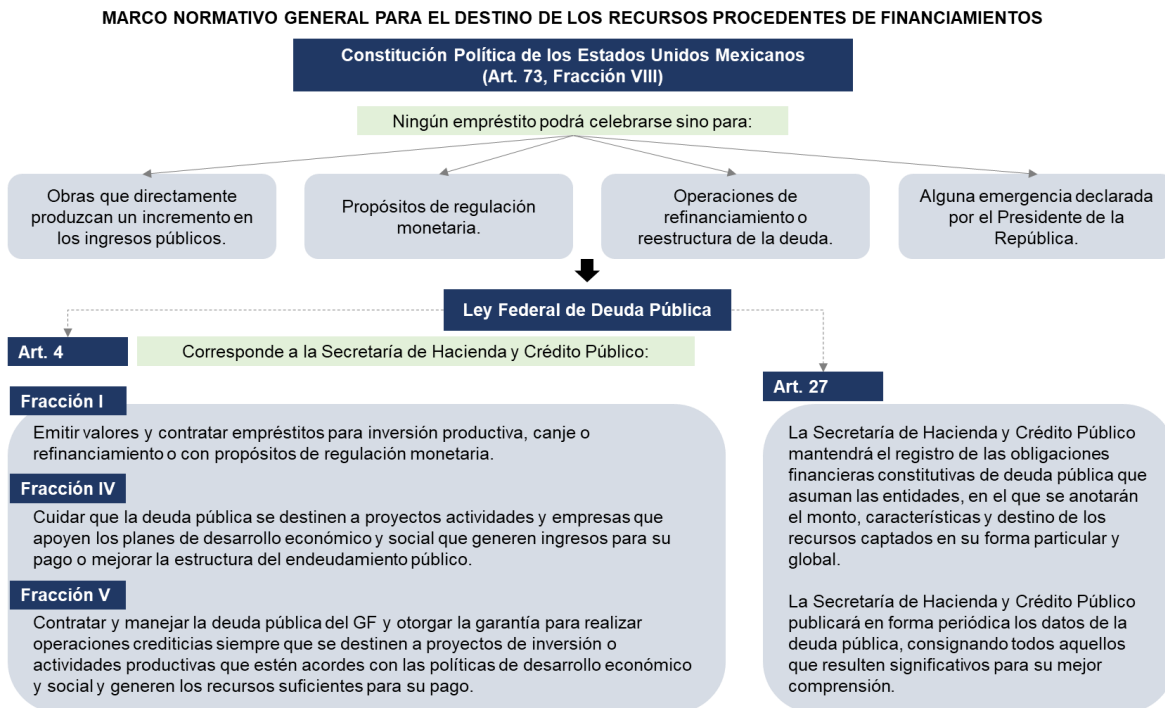 MARCO NORMATIVO GENERAL PARA EL DESTINO DE LOS RECURSOS PROCEDENTES DE FINANCIAMIENTOS
Constitución Política de los Estados Unidos Mexicanos
(Art. 73, Fracción VIII)
Ningún empréstito podrá celebrarse sino para:
Obras que directamente
produzcan un incremento en
los ingresos públicos.
Propósitos de regulación
monetaria.
Operaciones de
refinanciamiento o
reestructura de la deuda.
Alguna emergencia declarada
por el Presidente de la
República.
Ley Federal de Deuda Pública
Art. 4
Corresponde a la Secretaría de Hacienda y Crédito Público:
Fracción I
Emitir valores y contratar empréstitos para inversión productiva, canje o
refinanciamiento o con propósitos de regulación monetaria.
Fracción IV
Cuidar que la deuda pública se destinen a proyectos actividades y empresas que
apoyen los planes de desarrollo económico y social que generen ingresos para su
pago o mejorar la estructura del endeudamiento público.
Fracción V
Contratar y manejar la deuda pública del GF y otorgar la garantía para realizar
operaciones crediticias siempre que se destinen a proyectos de inversión o
actividades productivas que estén acordes con las políticas de desarrollo económico
y social y generen los recursos suficientes para su pago.
Art. 27
La Secretaría de Hacienda y Crédito Público
mantendrá el registro de las obligaciones
financieras constitutivas de deuda pública que
asuman las entidades, en el que se anotarán
el monto, características y destino de los
recursos captados en su forma particular y
global.
La Secretaría de Hacienda y Crédito Público
publicará en forma periódica los datos de la
deuda pública, consignando todos aquellos
que resulten significativos para su mejor
comprensión.